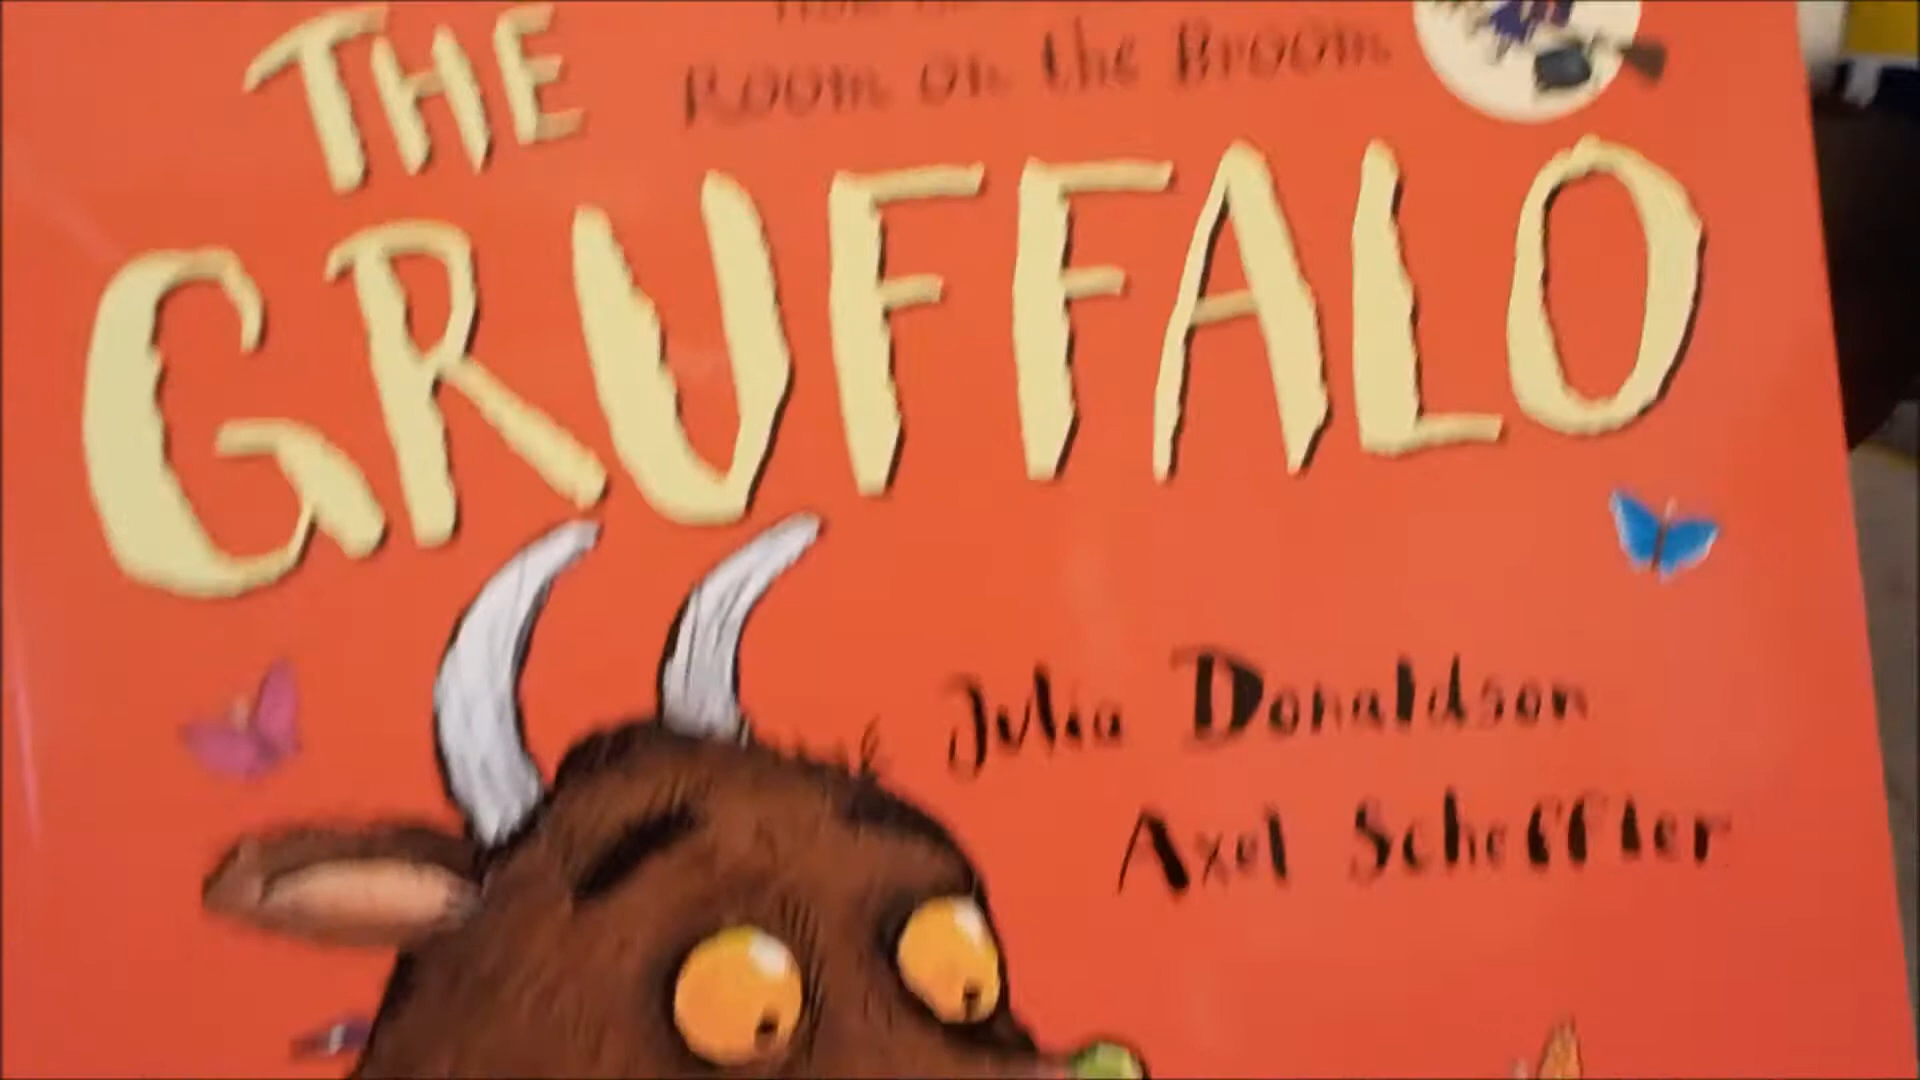 THE
Room on the Broom
GRUFFALO
Julia Donaldson
Axel Scheffler